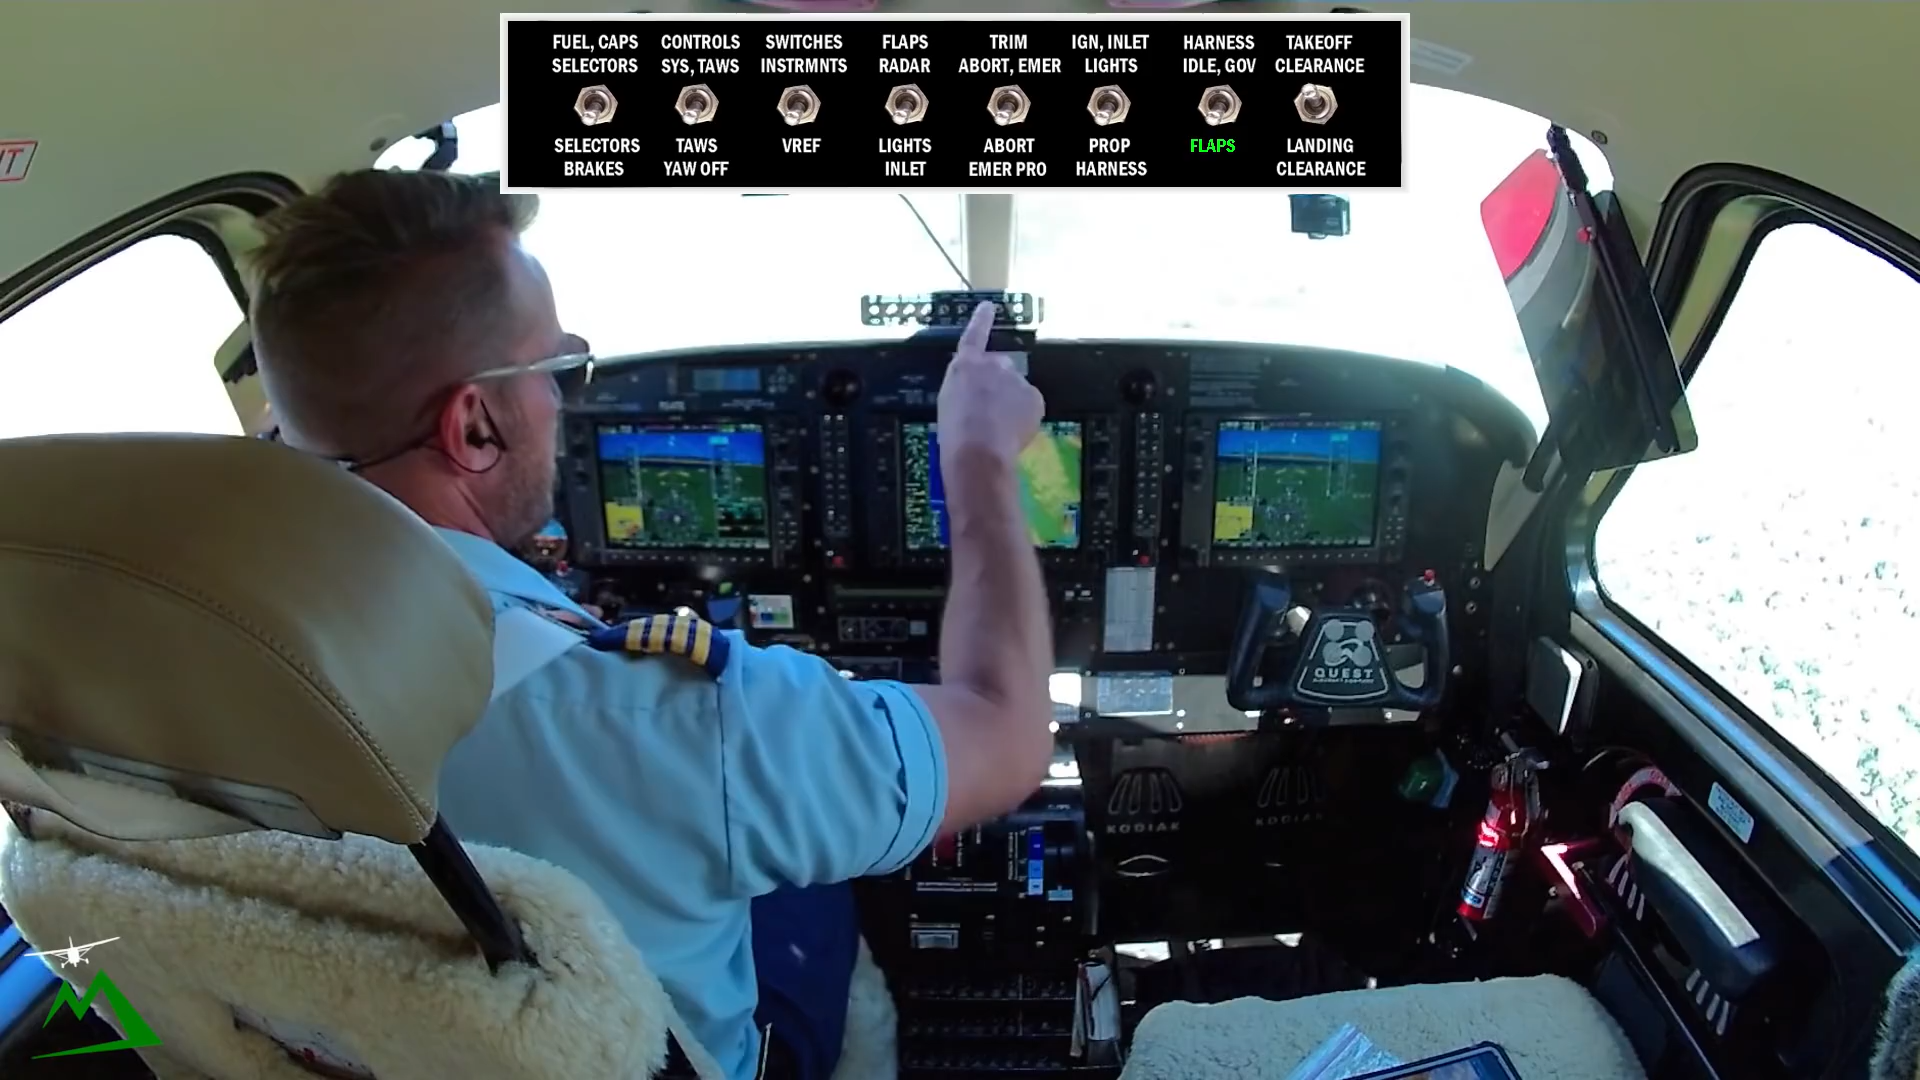 FUEL, CAPS
SELECTORS
CONTROLS
SYS, TAWS
SWITCHES
INSTRMNTS
FLAPS
RADAR
TRIM
ABORT, EMER
IGN, INLET
LIGHTS
HARNESS
IDLE, GOV
TAKEOFF
CLEARANCE
SELECTORS
BRAKES
TAWS
YAW OFF
VREF
LIGHTS
INLET
ABORT
EMER PRO
PROP
HARNESS
FLAPS
LANDING
CLEARANCE
QUEST
KODIAK
KODIAK